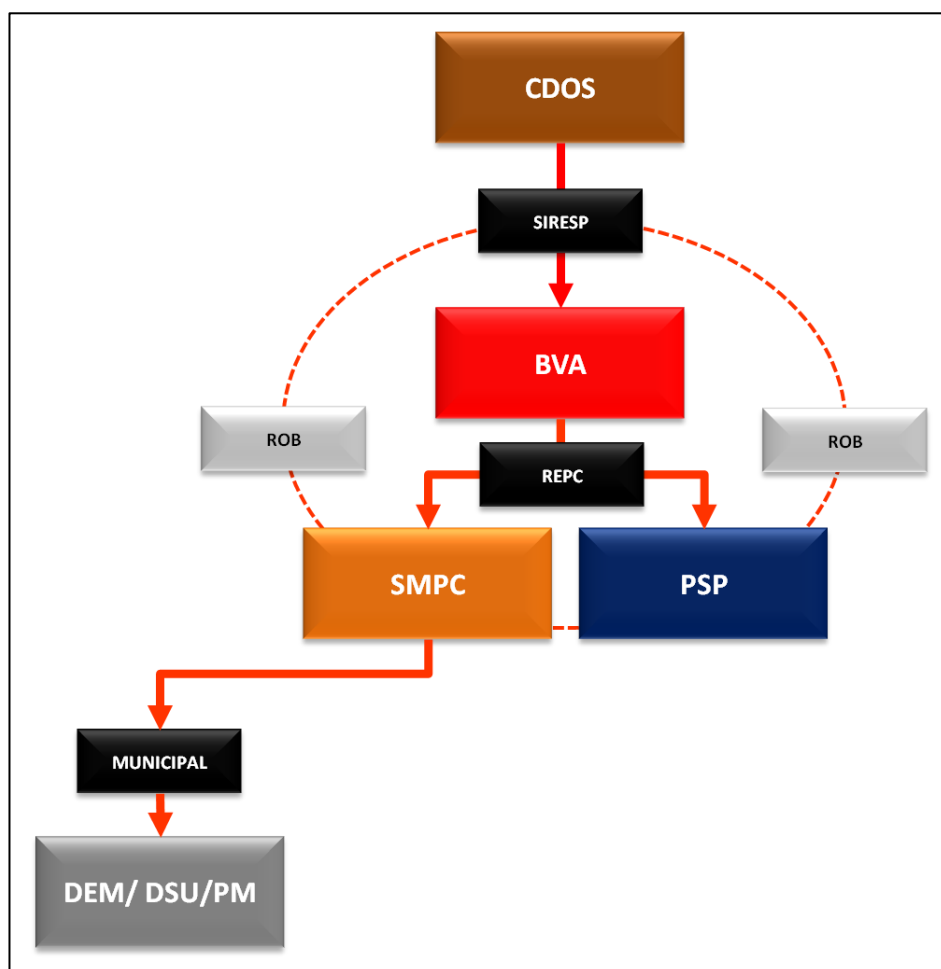 CDOS
SIRESP
BVA
ROB
ROB
REPC
SMPC
PSP
MUNICIPAL
DEM/ DSU/PM